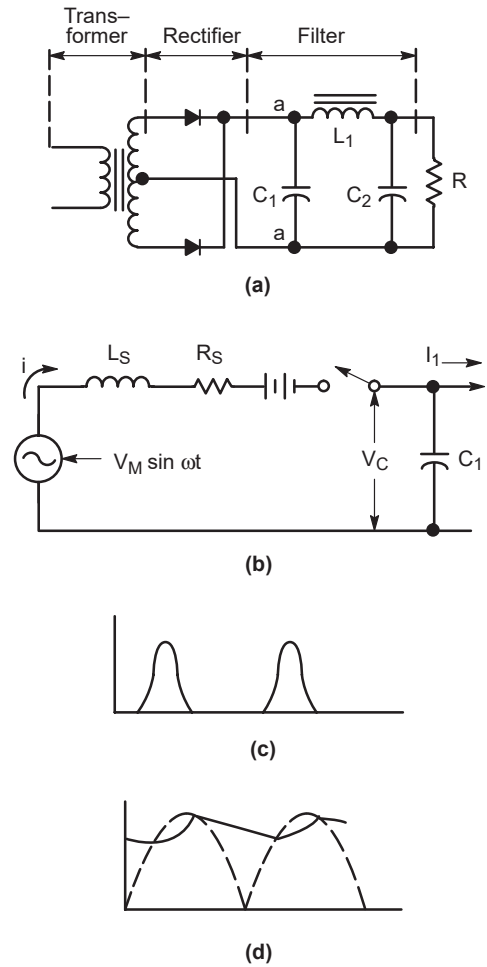 Trans–
former
Rectifier
Filter
a
L1
C1
C2
R
a
(a)
i
LS
RS
I1
VM sin ωt
VC
C1
(b)
(c)
(d)